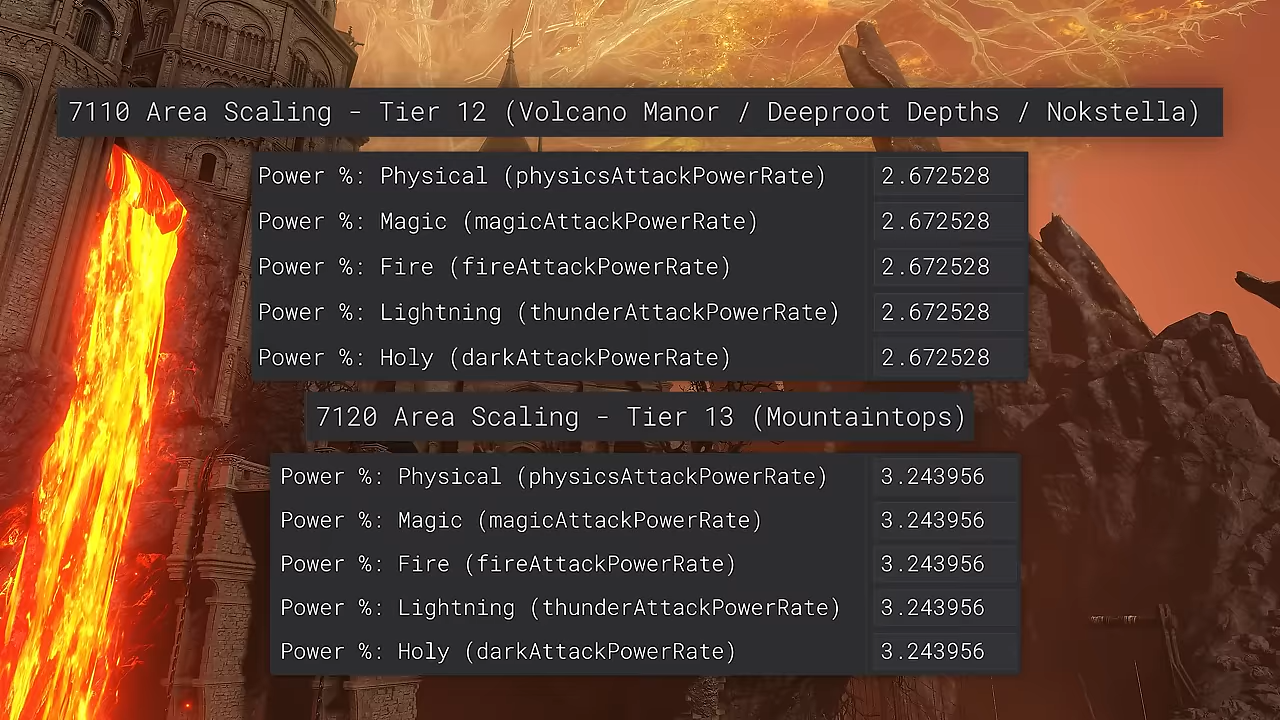 7110 Area Scaling - Tier 12 (Volcano Manor / Deeproot Depths / Nokstella)
Power %: Physical (physicsAttackPowerRate) 2.672528
Power %: Magic (magicAttackPowerRate) 2.672528
Power %: Fire (fireAttackPowerRate) 2.672528
Power %: Lightning (thunderAttackPowerRate) 2.672528
Power %: Holy (darkAttackPowerRate) 2.672528
7120 Area Scaling - Tier 13 (Mountaintops)
Power %: Physical (physicsAttackPowerRate) 3.243956
Power %: Magic (magicAttackPowerRate) 3.243956
Power %: Fire (fireAttackPowerRate) 3.243956
Power %: Lightning (thunderAttackPowerRate) 3.243956
Power %: Holy (darkAttackPowerRate) 3.243956